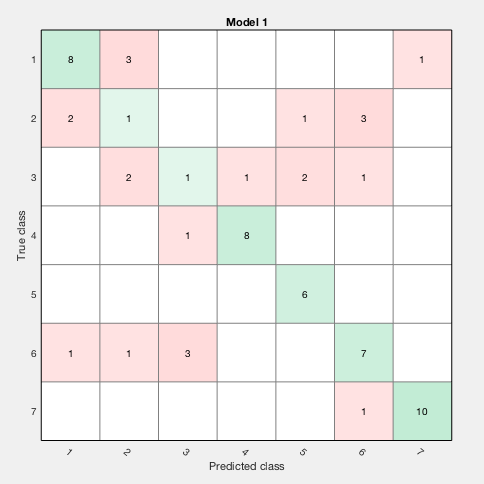 Model 1
1 8 3 1
2 2 1 1 3
3 2 1 1 2 1
4 1 8
5 6
6 1 1 3 7
7 1 10
True class
1 2 3 4 5 6 7
Predicted class